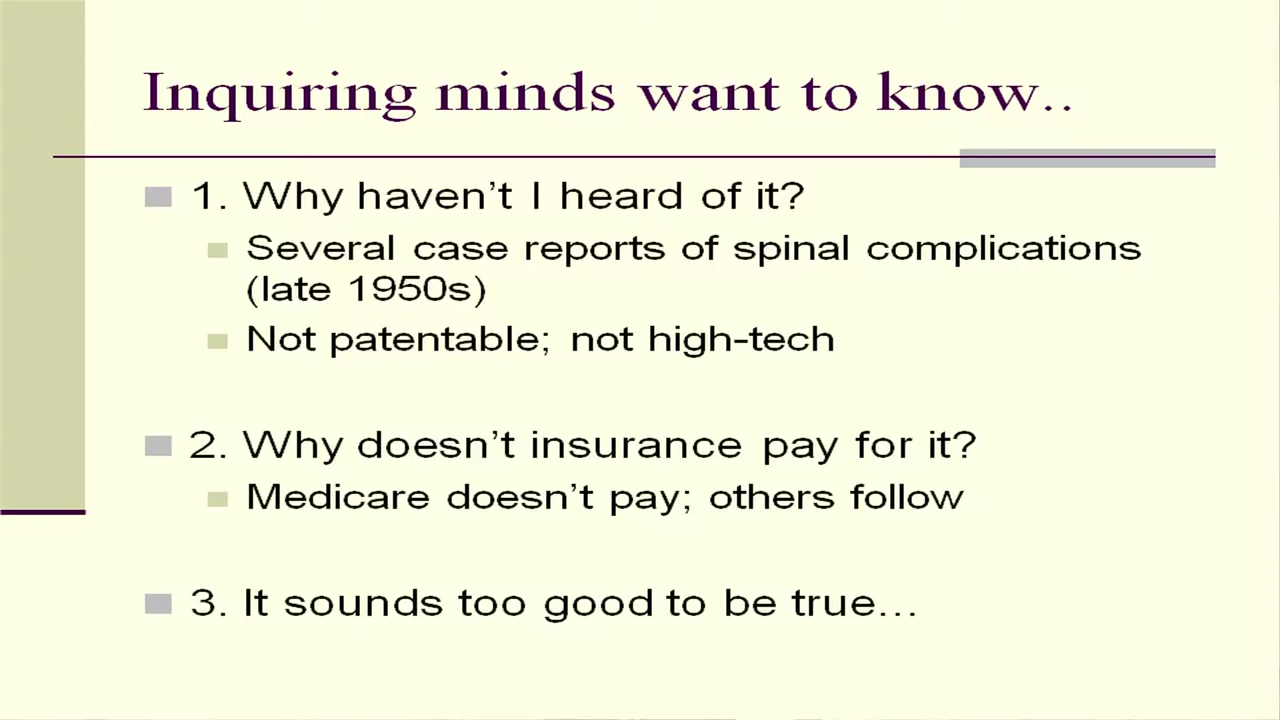 Inquiring minds want to know..
1. Why haven’t I heard of it?
Several case reports of spinal complications
(late 1950s)
Not patentable; not high-tech
2. Why doesn’t insurance pay for it?
Medicare doesn’t pay; others follow
3. It sounds too good to be true...